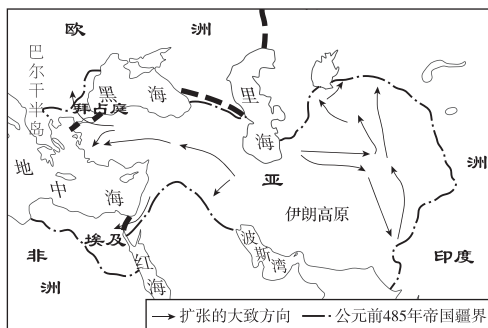 欧 洲
巴尔干半岛
黑海
里海
拜占庭
地中海
亚洲
伊朗高原
埃及
波斯湾
印度
非洲
红海
扩张的大致方向
公元前485年帝国疆界